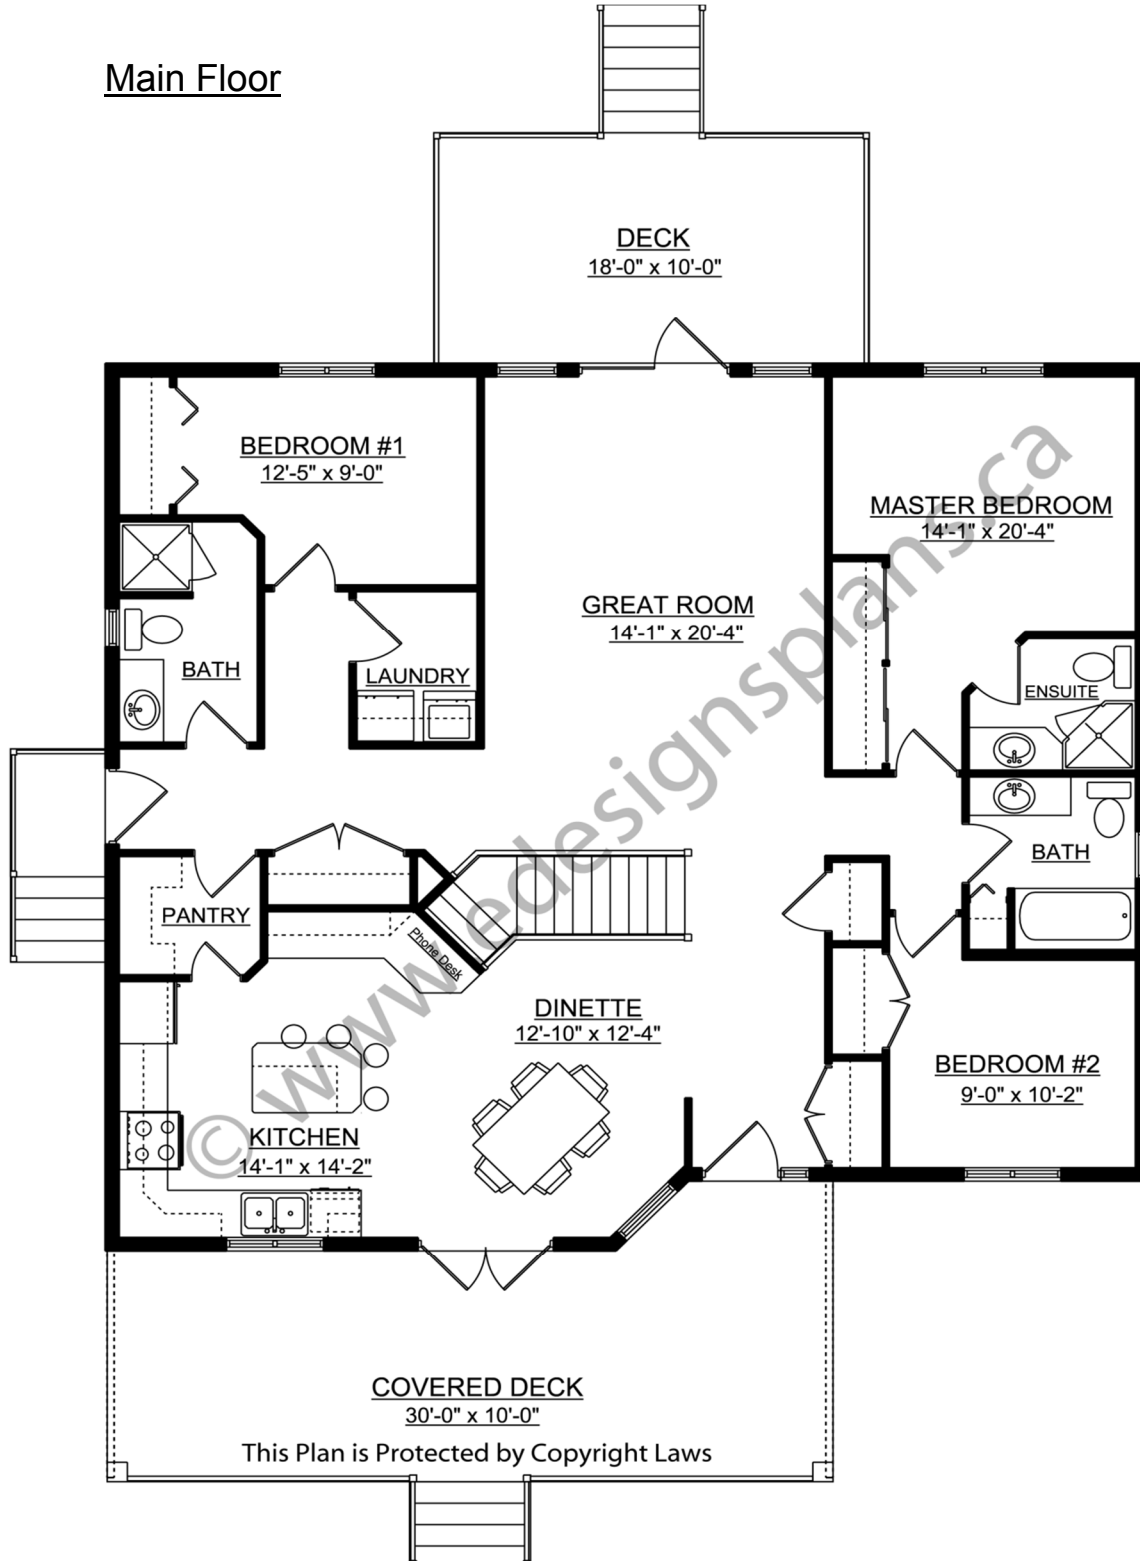 Main Floor
DECK
18'-0" x 10'-0"
BEDROOM #1
12'-5" x 9'-0"
MASTER BEDROOM
14'-1" x 20'-4"
GREAT ROOM
14'-1" x 20'-4"
BATH
LAUNDRY
ENSUITE
BATH
PANTRY
Phone Desk
DINETTE
12'-10" x 12'-4"
BEDROOM #2
9'-0" x 10'-2"
KITCHEN
14'-1" x 14'-2"
COVERED DECK
30'-0" x 10'-0"
This Plan is Protected by Copyright Laws
© www.edesignsplans.ca